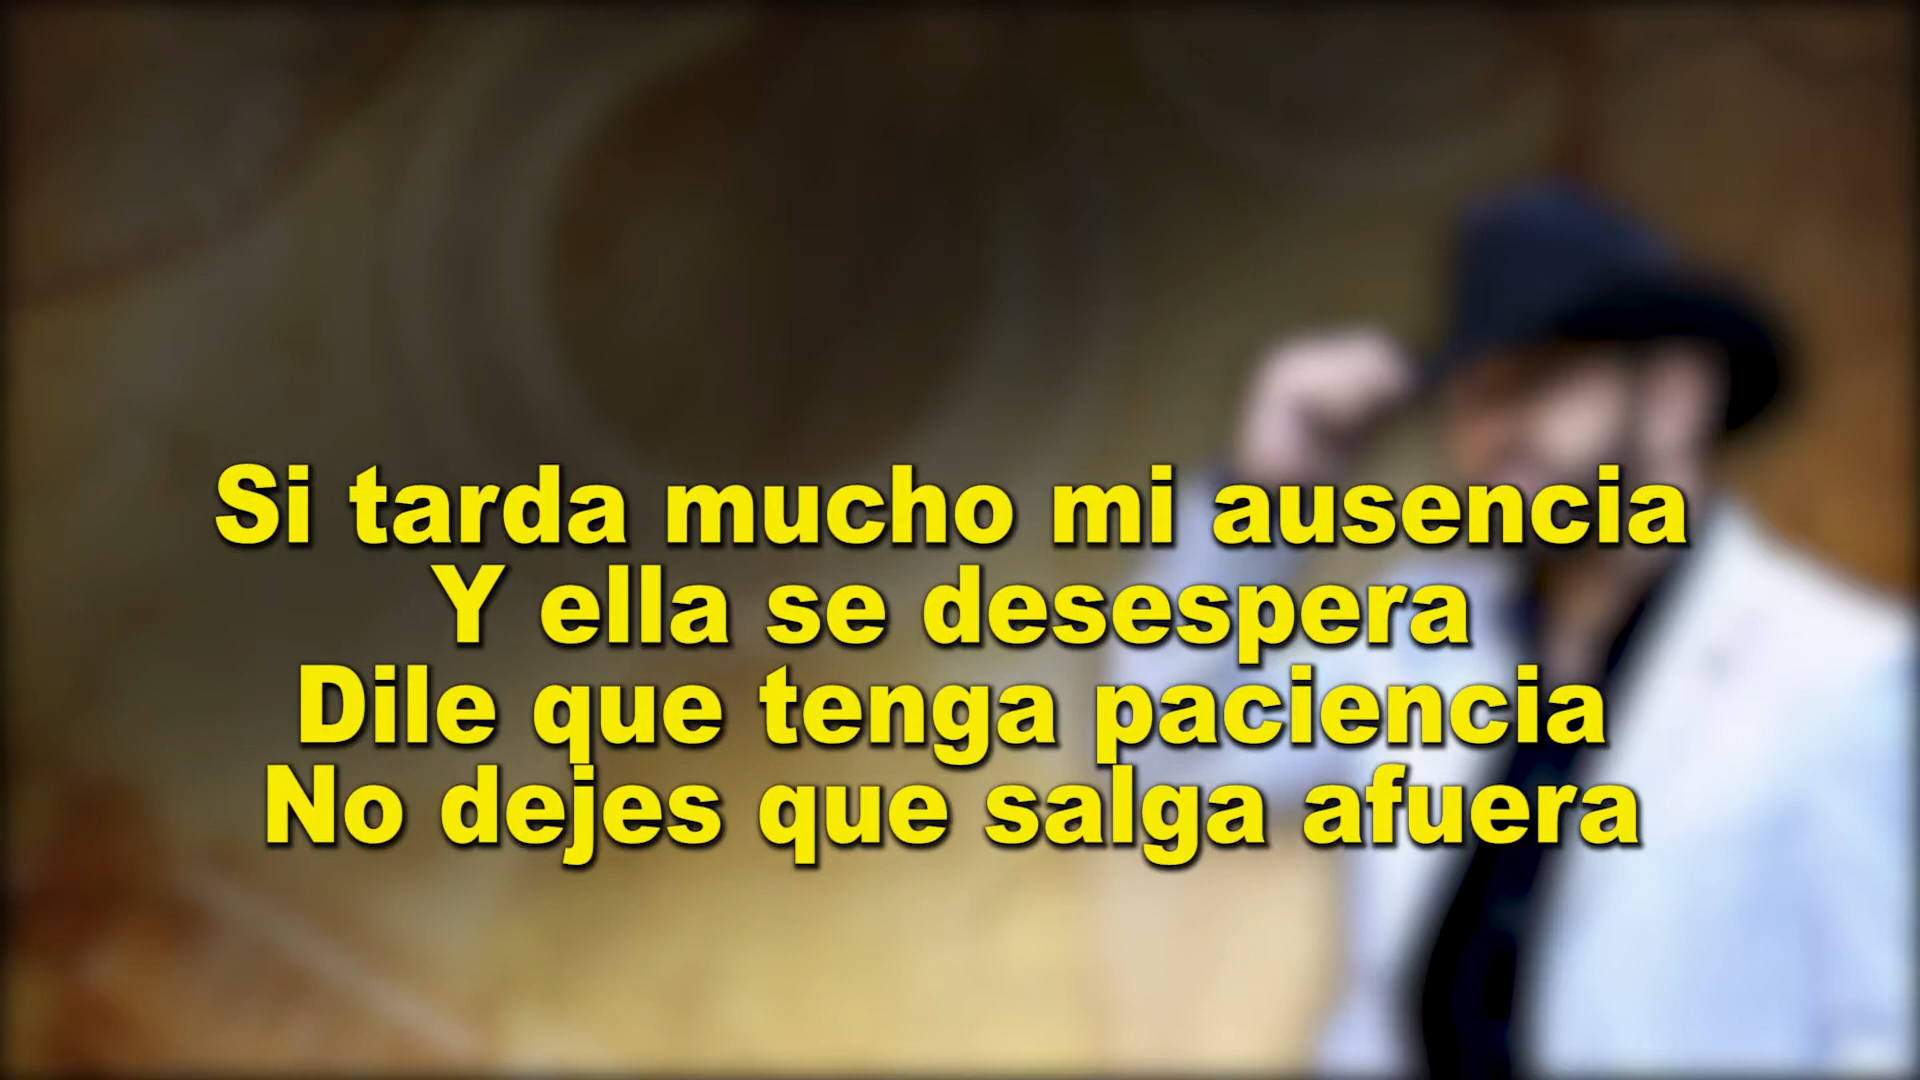 Si tarda mucho mi ausencia
Y ella se desespera
Dile que tenga paciencia
No dejes que salga afuera